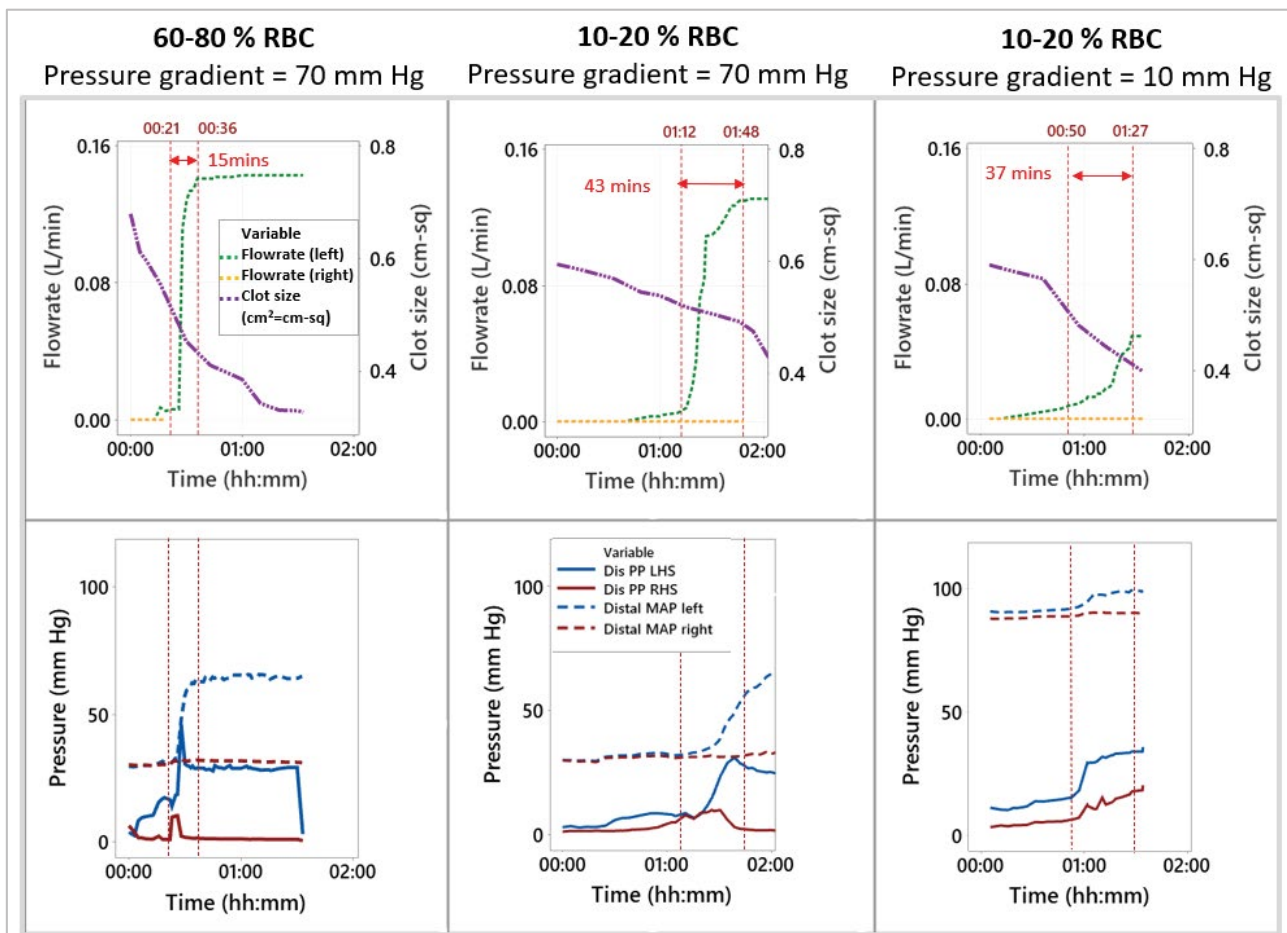 60-80 % RBC
Pressure gradient = 70 mm Hg
10-20 % RBC
Pressure gradient = 70 mm Hg
10-20 % RBC
Pressure gradient = 10 mm Hg
00:21 00:36
15mins
0.16
0.08
0.00
Flowrate (L/min)
0.8
0.6
0.4
Clot size (cm-sq)
Variable
Flowrate (left)
Flowrate (right)
Clot size
(cm²=cm-sq)
00:00 01:00 02:00
Time (hh:mm)
01:12 01:48
43 mins
0.16
0.08
0.00
Flowrate (L/min)
0.8
0.6
0.4
Clot size (cm-sq)
00:00 01:00 02:00
Time (hh:mm)
00:50 01:27
37 mins
0.16
0.08
0.00
Flowrate (L/min)
0.8
0.6
0.4
Clot size (cm-sq)
00:00 01:00 02:00
Time (hh:mm)
100
50
0
Pressure (mm Hg)
00:00 01:00 02:00
Time (hh:mm)
Variable
Dis PP LHS
Dis PP RHS
Distal MAP left
Distal MAP right
100
50
0
Pressure (mm Hg)
00:00 01:00 02:00
Time (hh:mm)
100
50
0
Pressure (mm Hg)
00:00 01:00 02:00
Time (hh:mm)